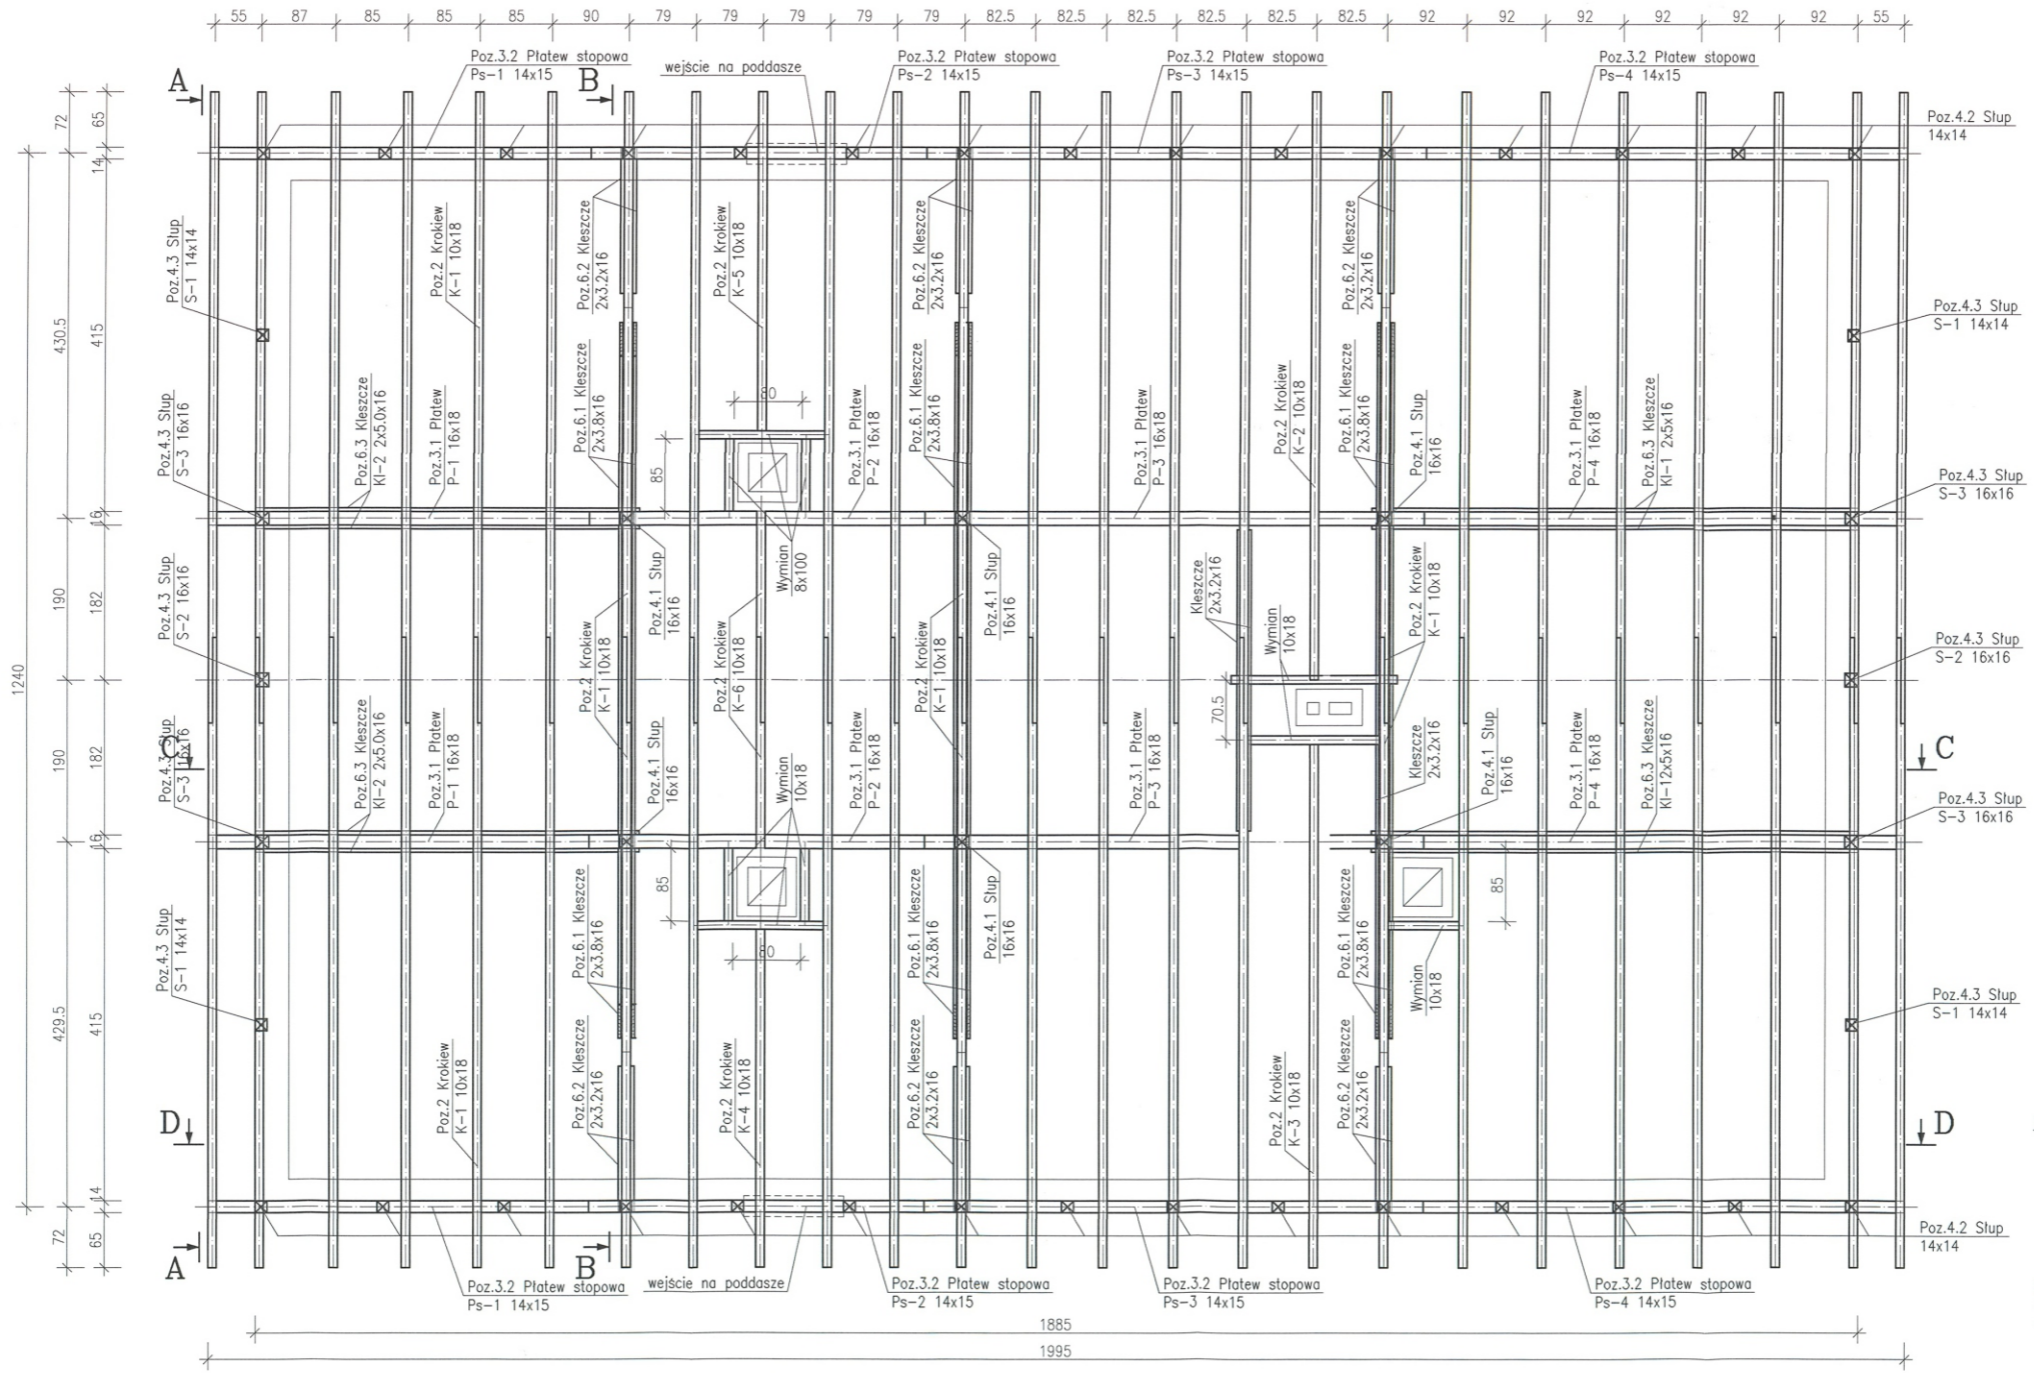 55 87 85 85 85 90 79 79 79 79 79 82.5 82.5 82.5 82.5 82.5 82.5 92 92 92 92 92 92 55
Poz.3.2 Płatew stopowa
Ps-1 14x15
wejście na poddasze
Poz.3.2 Płatew stopowa
Ps-2 14x15
Poz.3.2 Płatew stopowa
Ps-3 14x15
Poz.3.2 Płatew stopowa
Ps-4 14x15
A
B
72
65
14
Poz.4.2 Słup
14x14
Poz.4.3 Słup
S-1 14x14
Poz.2 Krokiew
K-1 10x18
Poz.6.2 Kleszcze
2x3.2x16
Poz.2 Krokiew
K-5 10x18
Poz.6.2 Kleszcze
2x3.2x16
Poz.6.2 Kleszcze
2x3.2x16
Poz.4.3 Słup
S-1 14x14
430.5
415
Poz.4.3 Słup
S-3 16x16
Poz.6.3 Kleszcze
Kl-2 2x5.0x16
Poz.3.1 Płatew
P-1 16x18
Poz.6.1 Kleszcze
2x3.8x16
80
85
Poz.3.1 Płatew
P-2 16x18
Poz.6.1 Kleszcze
2x3.8x16
Poz.3.1 Płatew
P-3 16x18
Poz.2 Krokiew
K-2 10x18
Poz.6.1 Kleszcze
2x3.8x16
Poz.4.1 Słup
16x16
Poz.3.1 Płatew
P-4 16x18
Poz.6.3 Kleszcze
Kl-1 2x5x16
Poz.4.3 Słup
S-3 16x16
16
Poz.4.3 Słup
S-2 16x16
190
182
Poz.2 Krokiew
K-1 10x18
Poz.4.1 Słup
16x16
Wymian
8x100
Poz.2 Krokiew
K-6 10x18
Poz.2 Krokiew
K-1 10x18
Poz.4.1 Słup
16x16
Kleszcze
2x3.2x16
Wymian
10x18
Poz.2 Krokiew
K-1 10x18
Poz.4.3 Słup
S-2 16x16
1240
70.5
190
182
C
Poz.4.3 Słup
S-3 16x16
Poz.6.3 Kleszcze
Kl-2 2x5.0x16
Poz.3.1 Płatew
P-1 16x18
Poz.4.1 Słup
16x16
Wymian
10x18
Poz.3.1 Płatew
P-2 16x18
Poz.3.1 Płatew
P-3 16x18
Kleszcze
2x3.2x16
Poz.4.1 Słup
16x16
Poz.3.1 Płatew
P-4 16x18
Poz.6.3 Kleszcze
Kl-12x5x16
C
Poz.4.3 Słup
S-3 16x16
16
85
80
85
Poz.4.3 Słup
S-1 14x14
Poz.6.1 Kleszcze
2x3.8x16
Poz.6.1 Kleszcze
2x3.8x16
Poz.4.1 Słup
16x16
Poz.6.1 Kleszcze
2x3.8x16
Wymian
10x18
Poz.4.3 Słup
S-1 14x14
429.5
415
Poz.2 Krokiew
K-1 10x18
Poz.6.2 Kleszcze
2x3.2x16
Poz.2 Krokiew
K-4 10x18
Poz.6.2 Kleszcze
2x3.2x16
Poz.2 Krokiew
K-3 10x18
Poz.6.2 Kleszcze
2x3.2x16
D
D
14
72
65
Poz.4.2 Słup
14x14
A
B
Poz.3.2 Płatew stopowa
Ps-1 14x15
wejście na poddasze
Poz.3.2 Płatew stopowa
Ps-2 14x15
Poz.3.2 Płatew stopowa
Ps-3 14x15
Poz.3.2 Płatew stopowa
Ps-4 14x15
1885
1995